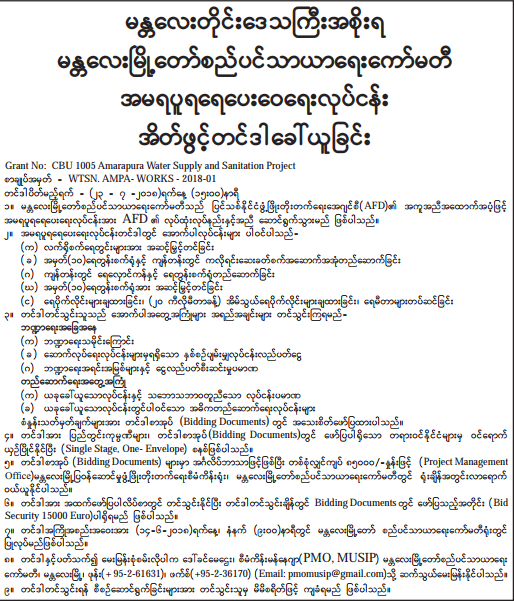 မန္တလေးတိုင်းဒေသကြီးအစိုးရ
မန္တလေးမြို့တော်စည်ပင်သာယာရေးကော်မတီ
အမရပူရရေပေးဝေရေးလုပ်ငန်း
အိတ်ဖွင့်တင်ဒါခေါ်ယူခြင်း
Grant No: CBU 1005 Amarapura Water Supply and Sanitation Project
စာချုပ်အမှတ် - WTSN. AMPA- WORKS - 2018-01
တင်ဒါပိတ်မည့်ရက် - (၂၃ - ၇ -၂၀၁၈)ရက်နေ့ (၁၅း၀၀)နာရီ
၁။ မန္တလေးမြို့တော်စည်ပင်သာယာရေးကော်မတီသည် ပြင်သစ်နိုင်ငံဖွံ့ဖြိုးတိုးတက်ရေးအေဂျင်စီ(AFD)၏ အကူအညီအထောက်အပံ့ဖြင့်
အမရပူရရေပေးရေးလုပ်ငန်းအား AFD ၏ လုပ်ထုံးလုပ်နည်းနှင့်အညီ ဆောင်ရွက်သွားမည် ဖြစ်ပါသည်။
၂။ အမရပူရရေပေးရေးလုပ်ငန်းတင်ဒါတွင် အောက်ပါလုပ်ငန်းများ ပါဝင်ပါသည်-
(က) လက်ရှိစက်ရေတွင်းများအား အဆင့်မြှင့်တင်ခြင်း
(ခ) အမှတ်(၁၀)ရေတွန်းစက်ရုံနှင့် ကျန်တန်းတွင် ကလိုရင်းဆေးခတ်စက်အဆောက်အအုံတည်ဆောက်ခြင်း
(ဂ) ကျန်တန်းတွင် ရေလှောင်ကန်နှင့် ရေတွန်းစက်ရုံတည်ဆောက်ခြင်း
(ဃ) အမှတ်(၁၀)ရေတွန်းစက်ရုံအား အဆင့်မြှင့်တင်ခြင်း
(င) ရေပိုက်လိုင်းများချထားခြင်း၊ (၂၀ ကီလိုမီတာခန့်) အိမ်သွယ်ရေပိုက်လိုင်းများချထားခြင်း၊ ရေမီတာများတပ်ဆင်ခြင်း
၃။ တင်ဒါတင်သွင်းသူသည် အောက်ပါအတွေ့အကြုံများ အရည်အချင်းများ တင်သွင်းကြရမည်-
ဘဏ္ဍာရေးအခြေအနေ
(က) ဘဏ္ဍာရေးသမိုင်းကြောင်း
(ခ) ဆောက်လုပ်ရေးလုပ်ငန်းများမှရရှိသော နှစ်စဉ်ပျမ်းမျှလုပ်ငန်းလည်ပတ်ငွေ
(ဂ) ဘဏ္ဍာရေးအရင်းအမြစ်များနှင့် ငွေလည်ပတ်စီးဆင်းမှုပမာဏ
တည်ဆောက်ရေးအတွေ့အကြုံ
(က) ယခုခေါ်ယူသောလုပ်ငန်းနှင့် သဘောသဘာဝတူညီသော လုပ်ငန်းပမာဏ
(ခ) ယခုခေါ်ယူသောလုပ်ငန်းတွင်ပါဝင်သော အဓိကတည်ဆောက်ရေးလုပ်ငန်းများ
စံနှုန်းသတ်မှတ်ချက်များအား တင်ဒါစာအုပ် (Bidding Documents) တွင် အသေးစိတ်ဖော်ပြထားပါသည်။
၄။ တင်ဒါအား ပြည်တွင်းကုမ္ပဏီများ၊ တင်ဒါစာအုပ်(Bidding Documents)တွင် ဖော်ပြပါရှိသော တရားဝင်နိုင်ငံများမှ ဝင်ရောက်
ယှဉ်ပြိုင်နိုင်ပြီး (Single Stage, One- Envelope) စနစ်ဖြစ်ပါသည်။
၅။ တင်ဒါစာအုပ် (Bidding Documents) များမှာ အင်္ဂလိပ်ဘာသာဖြင့်ဖြစ်ပြီး တစ်စုံလျှင်ကျပ် ၈၅၀၀၀/-နှုန်းဖြင့် (Project Management
Office)မန္တလေးမြို့ပြဝန်ဆောင်မှုဖွံ့ဖြိုးတိုးတက်ရေးစီမံကိန်းရုံး၊ မန္တလေးမြို့တော်စည်ပင်သာယာရေးကော်မတီတွင် ရုံးချိန်အတွင်းလာရောက်
ဝယ်ယူနိုင်ပါသည်။
၆။ တင်ဒါအား အထက်ဖော်ပြပါလိပ်စာတွင် တင်သွင်းနိုင်ပြီး တင်ဒါတင်သွင်းချိန်တွင် Bidding Documents တွင် ဖော်ပြသည့်အတိုင်း (Bid
Security 15000 Euro)ပါရှိရမည် ဖြစ်ပါသည်။
၇။ တင်ဒါအကြိုအစည်းအဝေးအား (၁၄-၆-၂၀၁၈)ရက်နေ့၊ နံနက် (၉း၀၀)နာရီတွင် မန္တလေးမြို့တော် စည်ပင်သာယာရေးကော်မတီရုံးတွင်
ပြုလုပ်မည်ဖြစ်ပါသည်။
၈။ တင်ဒါနှင့်ပတ်သက်၍ မေးမြန်းစုံစမ်းလိုပါက ဒေါ်ခင်မေဌေး၊ စီမံကိန်းမန်နေဂျာ(PMO, MUSIP) မန္တလေးမြို့တော်စည်ပင်သာယာရေး
ကော်မတီ၊ မန္တလေးမြို့၊ ဖုန်း(+ 95-2-61631)၊ ဖက်စ်(+95-2-36170) (Email: pmomusip@gmail.com)သို့ ဆက်သွယ်မေးမြန်းနိုင်ပါသည်။
၉။ တင်ဒါတင်သွင်းရန် စီစဉ်ဆောင်ရွက်ခြင်းများအား တင်သွင်းသူမှ မိမိစရိတ်ဖြင့် ကျခံရမည် ဖြစ်ပါသည်။